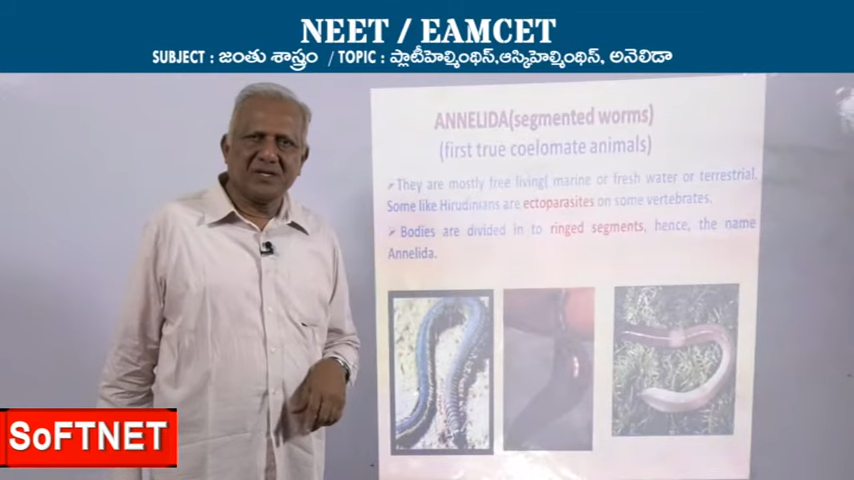 NEET / EAMCET
SUBJECT : జంతు శాస్త్రం / TOPIC : ప్లాటీహెల్మింథిస్,ఆస్కిహెల్మింథిస్, అనెలిడా
ANNELIDA(segmented worms)
(first true coelomate animals)
➢They are mostly free living( marine or fresh water or terrestrial.
Some like Hirudinians are ectoparasites on some vertebrates.
➢ Bodies are divided in to ringed segments, hence, the name
Annelida.
SoFTNET